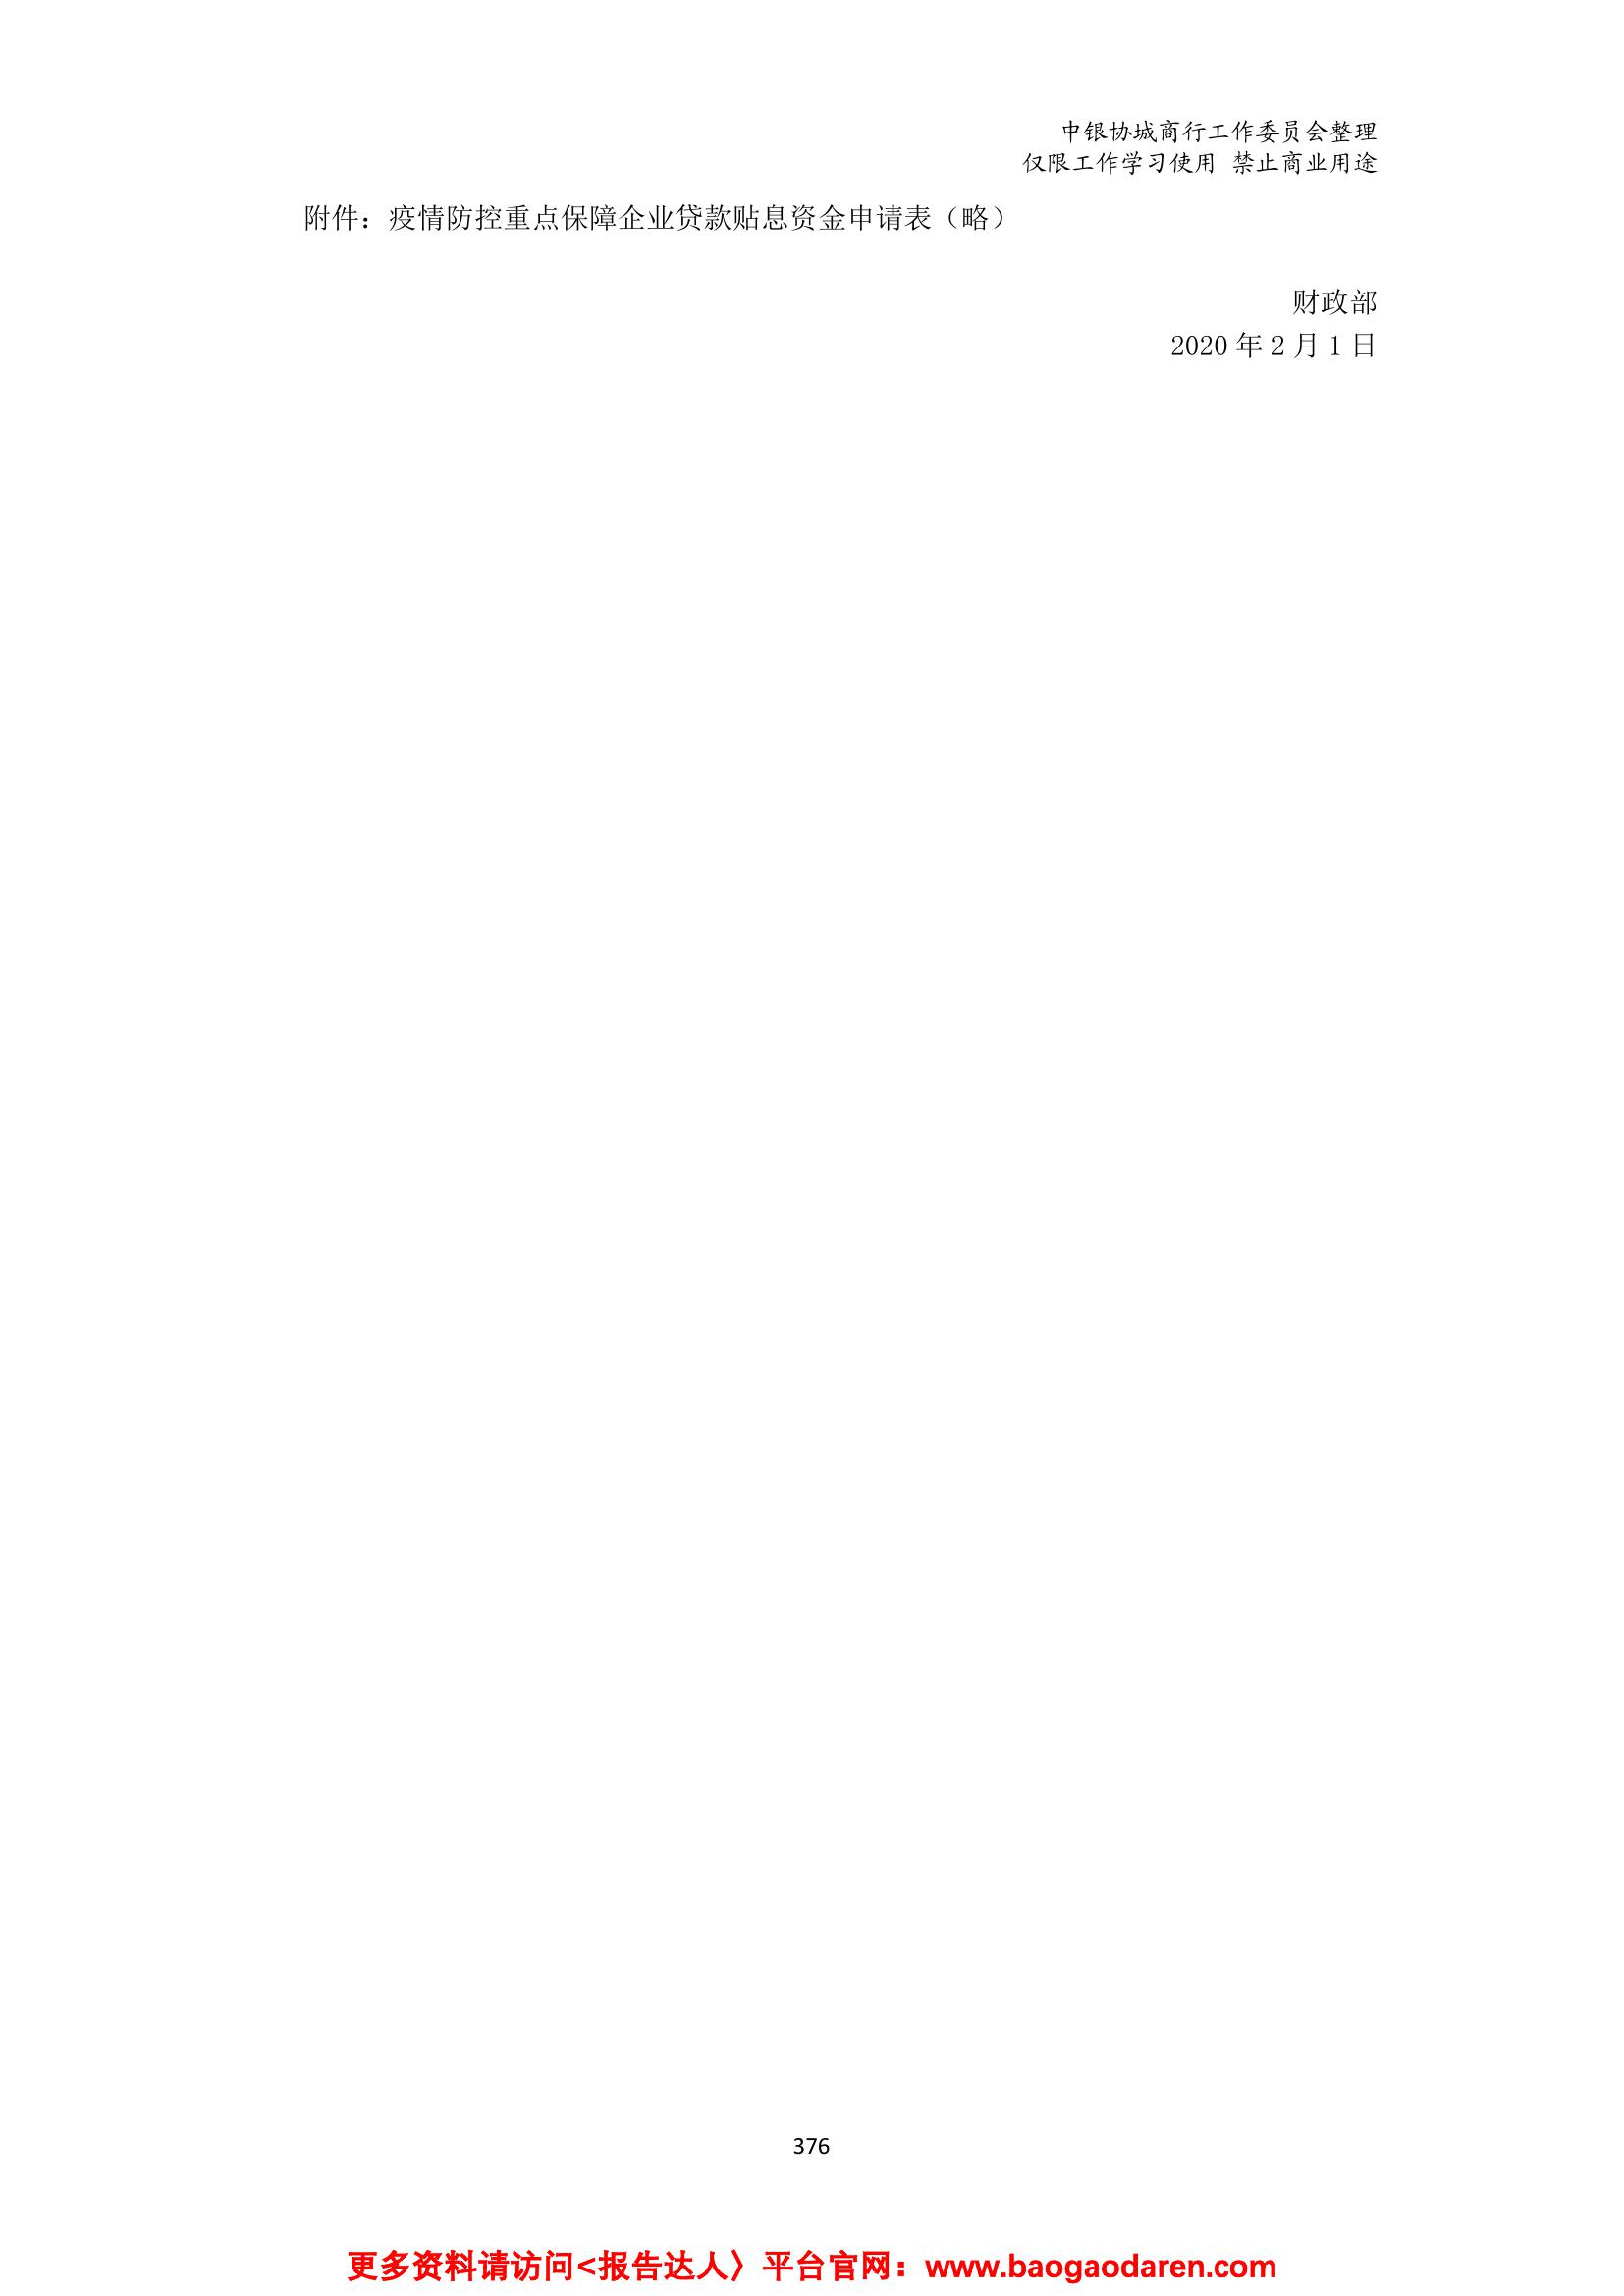 中银协城商行工作委员会整理
仅限工作学习使用 禁止商业用途
附件：疫情防控重点保障企业贷款贴息资金申请表（略）
财政部
2020 年 2 月 1 日
376
更多资料请访问<报告达人〉平台官网：www.baogaodaren.com